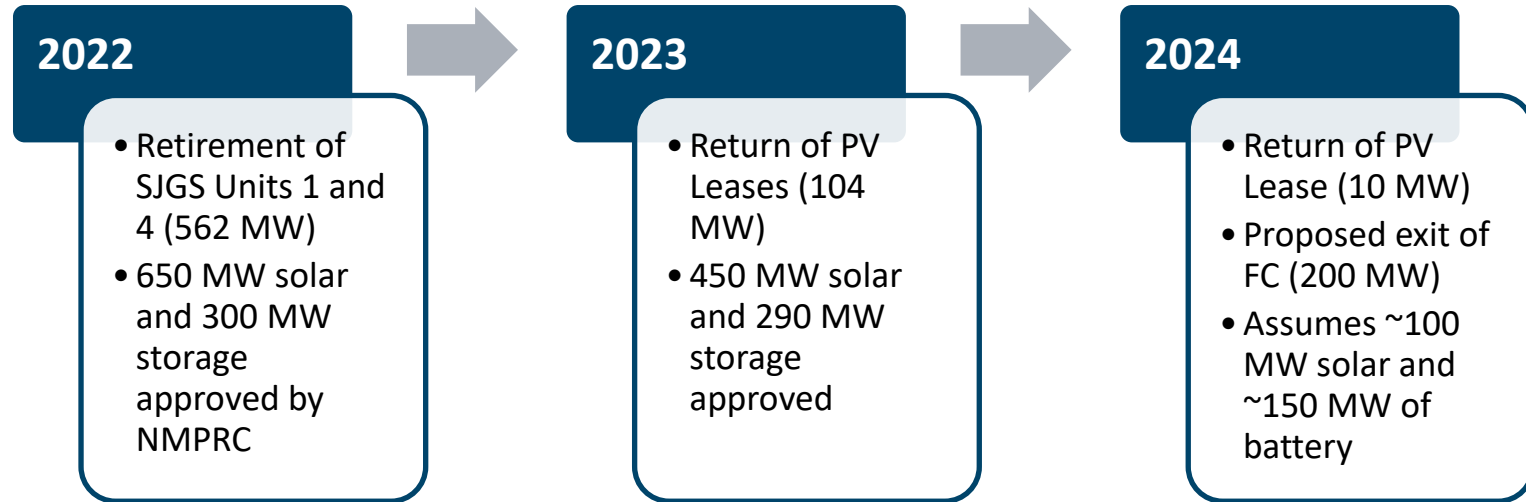 2022
• Retirement of
SJGS Units 1 and
4 (562 MW)
• 650 MW solar
and 300 MW
storage
approved by
NMPRC
2023
• Return of PV
Leases (104
MW)
• 450 MW solar
and 290 MW
storage
approved
2024
• Return of PV
Lease (10 MW)
• Proposed exit of
FC (200 MW)
• Assumes ~100
MW solar and
~150 MW of
battery